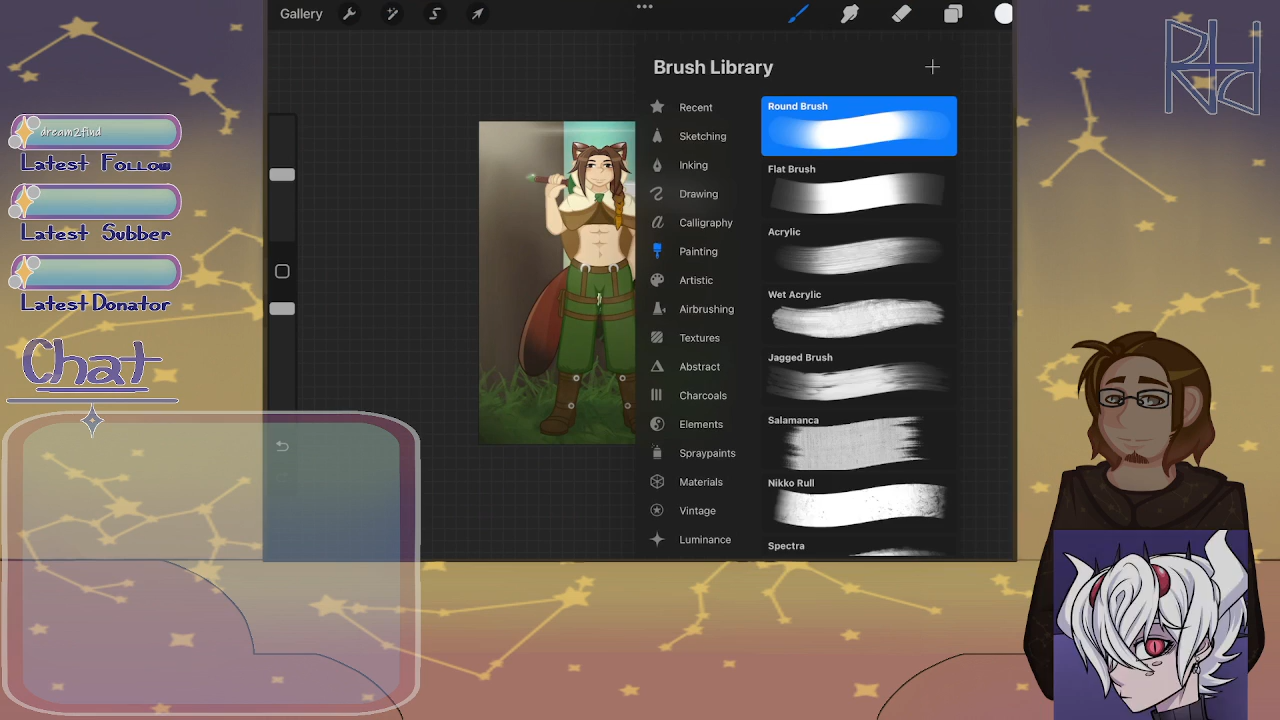 Gallery
Brush Library
Recent
Sketching
Inking
Drawing
Calligraphy
Painting
Artistic
Airbrushing
Textures
Abstract
Charcoals
Elements
Spraypaints
Materials
Vintage
Luminance
Round Brush
Flat Brush
Acrylic
Wet Acrylic
Jagged Brush
Salamanca
Nikko Rull
Spectra
dream2find
Latest Follow
Latest Subber
Latest Donator
Chat